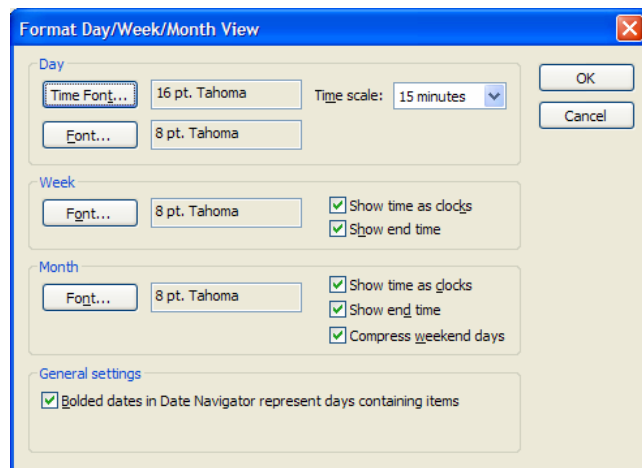 Format Day/Week/Month View
Day
Time Font... 16 pt. Tahoma Time scale: 15 minutes
Font... 8 pt. Tahoma
OK
Cancel
Week
Font... 8 pt. Tahoma
Show time as clocks
Show end time
Month
Font... 8 pt. Tahoma
Show time as clocks
Show end time
Compress weekend days
General settings
Bolded dates in Date Navigator represent days containing items